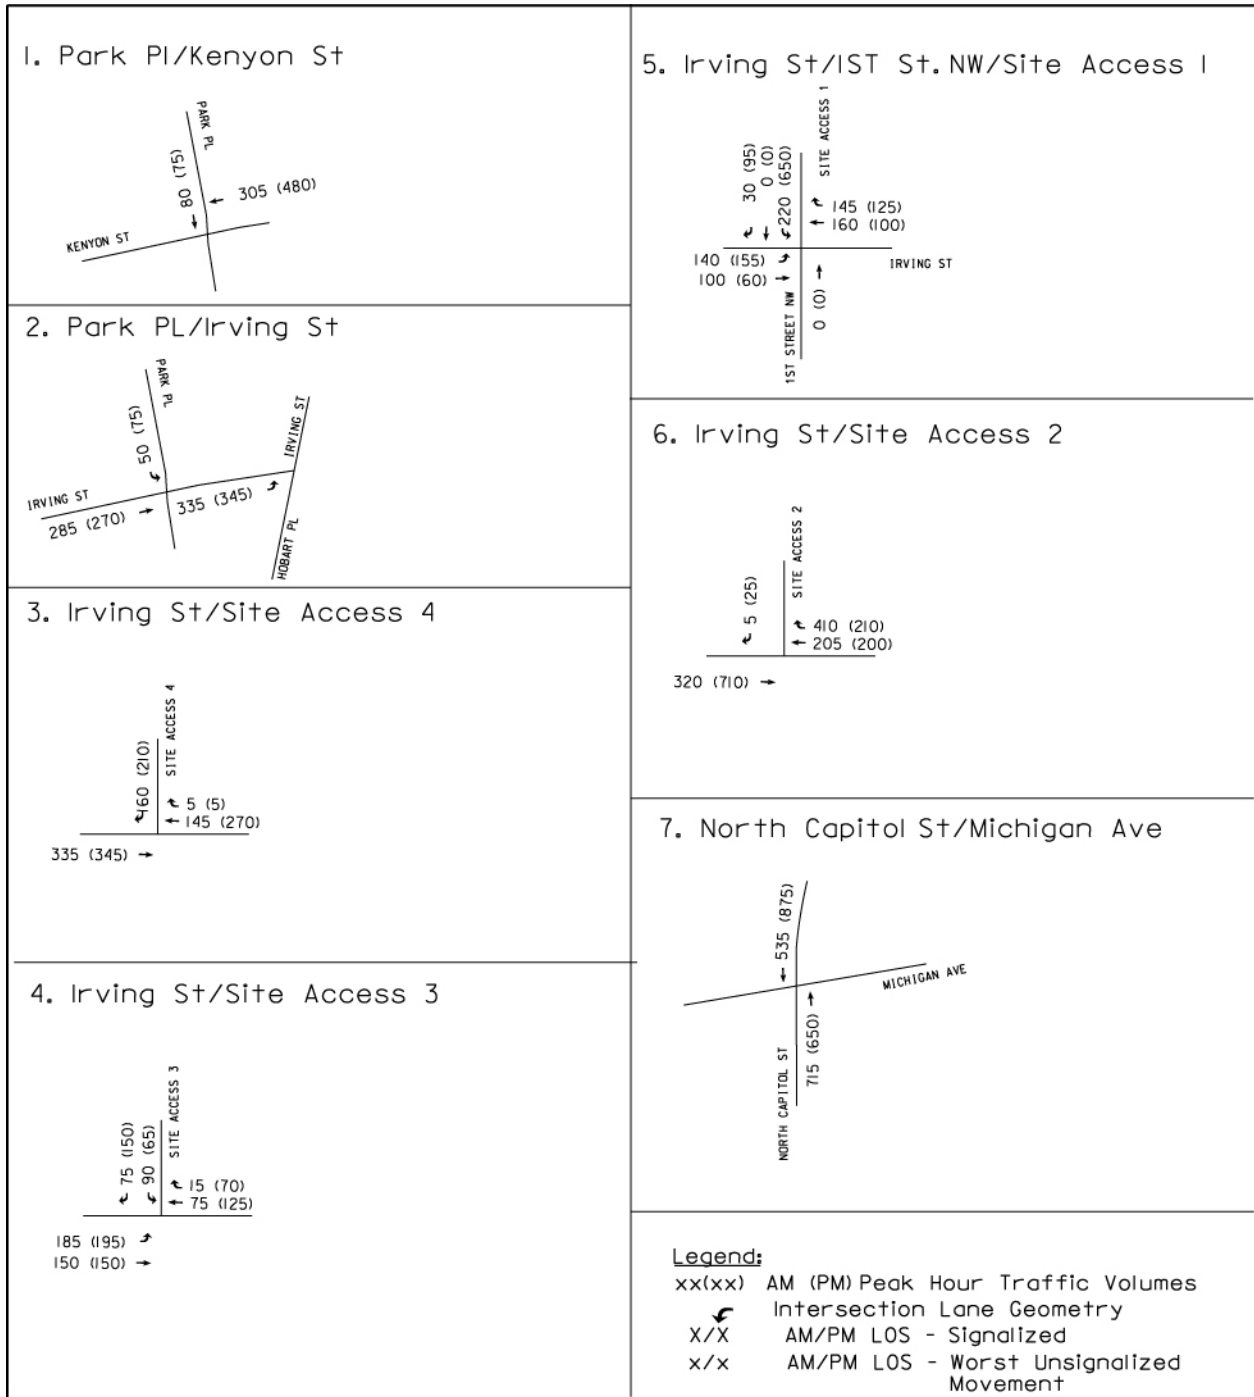 1. Park Pl/Kenyon St
PARK PL
80 (75)
305 (480)
KENYON ST
2. Park PL/Irving St
PARK PL
50 (75)
IRVING ST
IRVING ST
335 (345)
285 (270)
HOBART PL
3. Irving St/Site Access 4
SITE ACCESS 4
160 (210)
5 (5)
145 (270)
335 (345)
4. Irving St/Site Access 3
SITE ACCESS 3
75 (150)
90 (65)
15 (70)
75 (125)
185 (195)
150 (150)
5. Irving St/1ST St. NW/Site Access 1
SITE ACCESS 1
30 (95)
0 (0)
220 (650)
145 (125)
160 (100)
140 (155)
100 (60)
IRVING ST
1ST STREET NW
0 (0)
6. Irving St/Site Access 2
SITE ACCESS 2
5 (25)
410 (210)
205 (200)
320 (710)
7. North Capitol St/Michigan Ave
535 (875)
MICHIGAN AVE
715 (650)
NORTH CAPITOL ST
Legend:
xx(xx) AM (PM) Peak Hour Traffic Volumes
Intersection Lane Geometry
X/X AM/PM LOS - Signalized
x/x AM/PM LOS - Worst Unsignalized
Movement